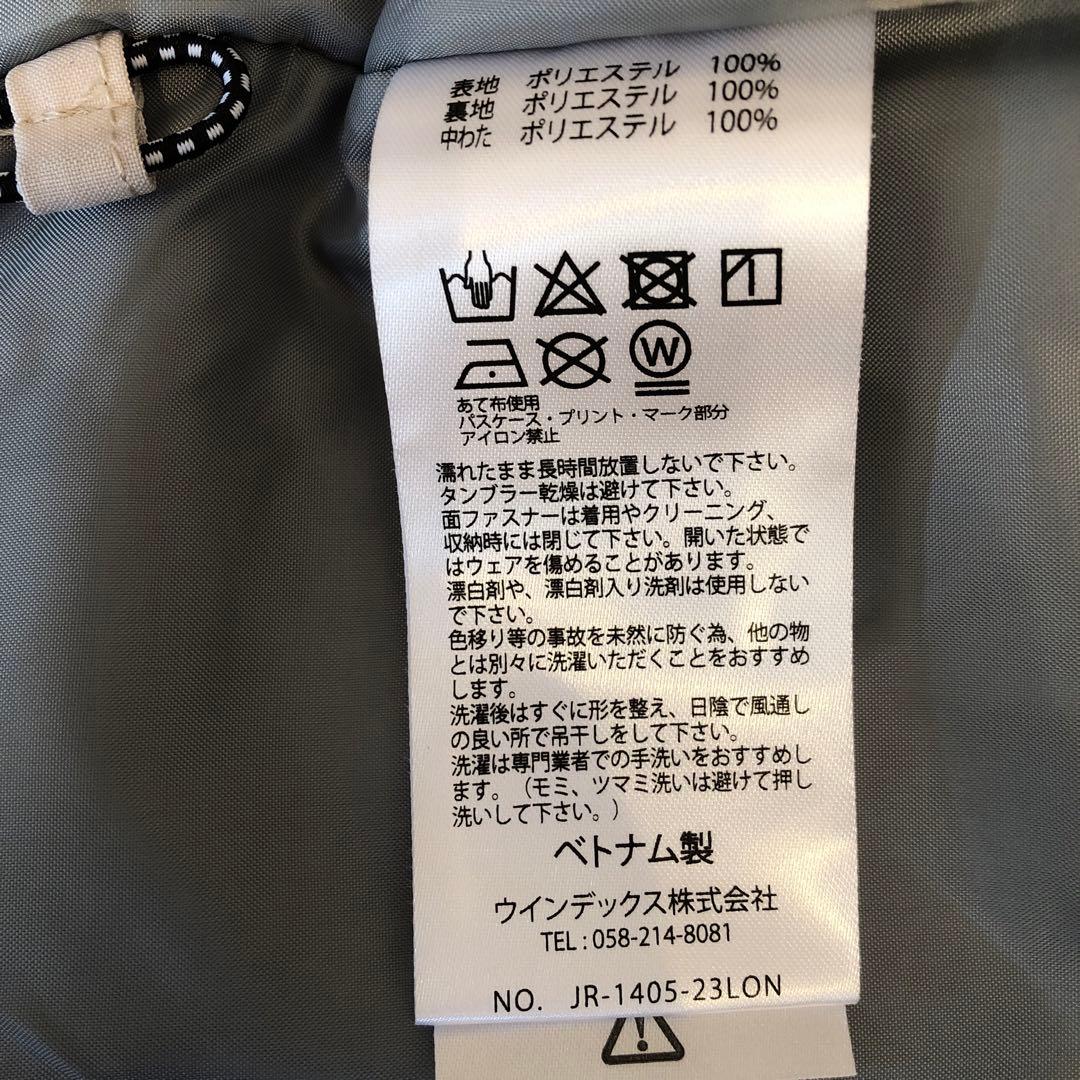 表地 ポリエステル 100%
裏地 ポリエステル 100%
中わた ポリエステル 100%
W
あて布使用
パスケース・プリント・マーク部分
アイロン禁止
濡れたまま長時間放置しないで下さい。
タンブラー乾燥は避けて下さい。
面ファスナーは着用やクリーニング、
収納時には閉じて下さい。開いた状態で
はウェアを傷めることがあります。
漂白剤や、漂白剤入り洗剤は使用しない
で下さい。
色移り等の事故を未然に防ぐ為、他の物
とは別々に洗濯いただくことをおすすめ
します。
洗濯後はすぐに形を整え、日陰で風通し
の良い所で吊干しをして下さい。
洗濯は専門業者での手洗いをおすすめし
ます。（モミ、ツマミ洗いは避けて押し
洗いして下さい。）
ベトナム製
ウインデックス株式会社
TEL : 058-214-8081
NO. JR-1405-23LON